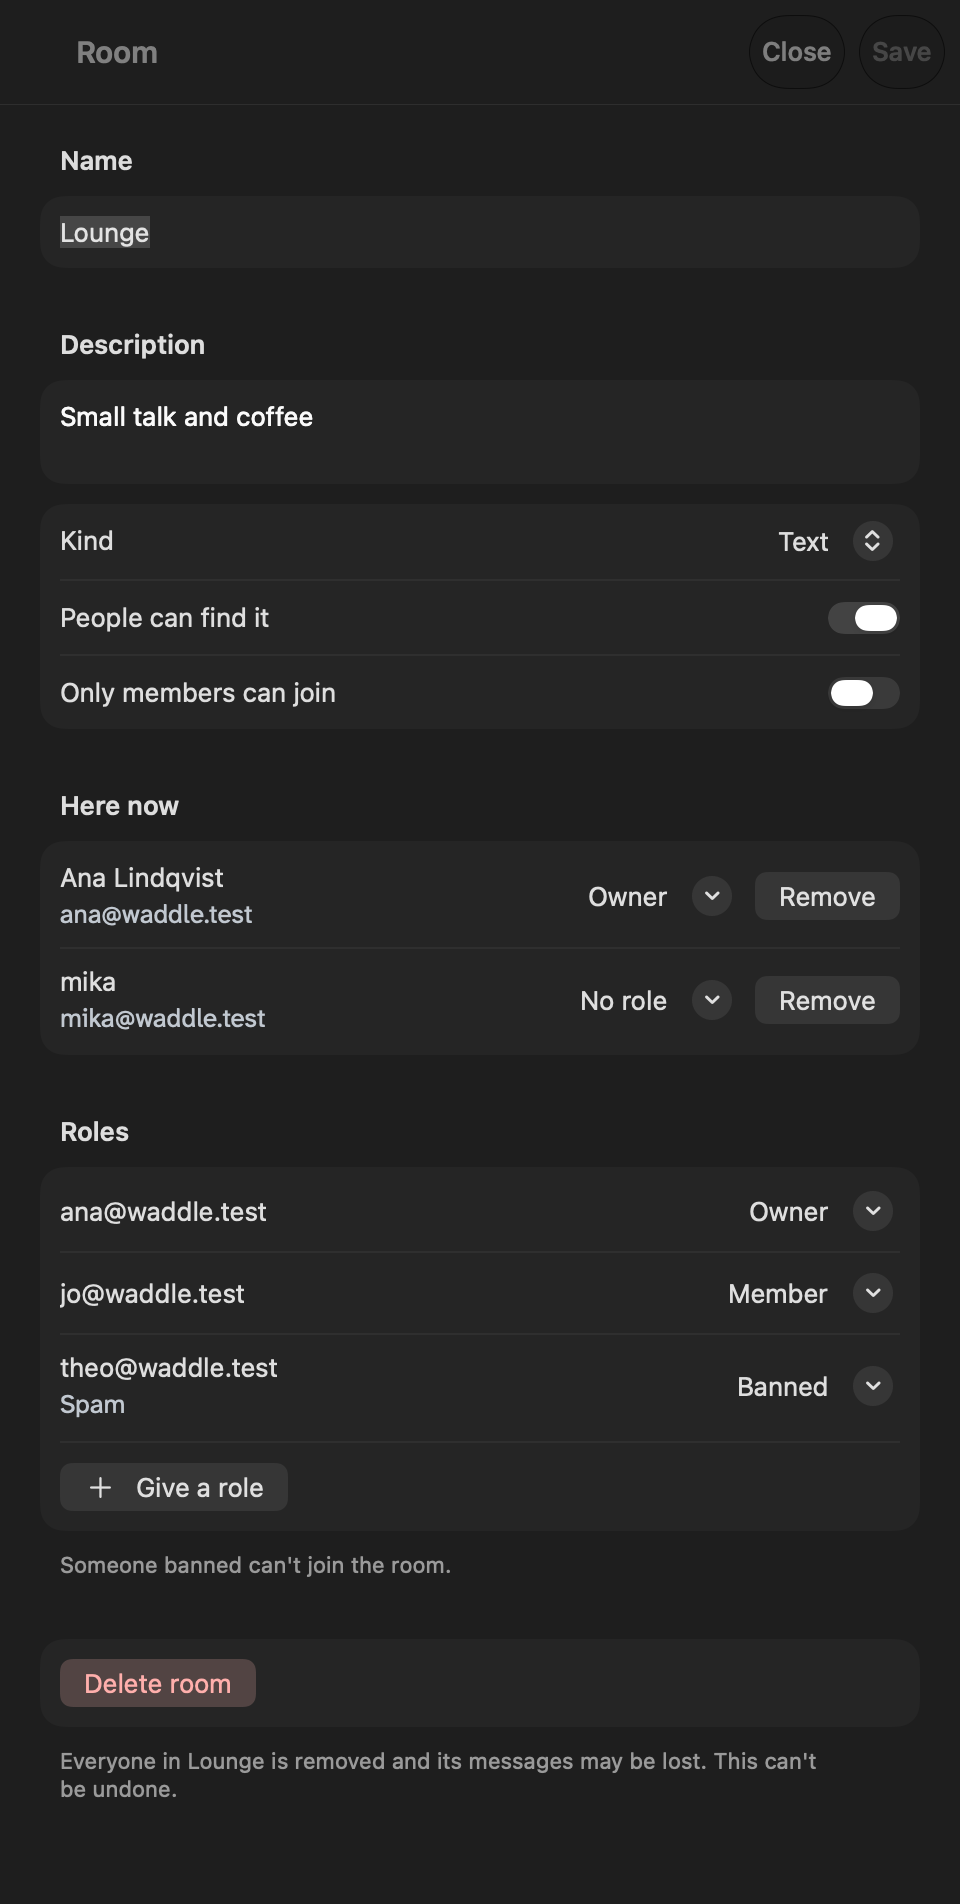 Room
Close
Save
Name
Lounge
Description
Small talk and coffee
Kind
Text
People can find it
Only members can join
Here now
Ana Lindqvist
ana@waddle.test
Owner
Remove
mika
mika@waddle.test
No role
Remove
Roles
ana@waddle.test
Owner
jo@waddle.test
Member
theo@waddle.test
Spam
Banned
Give a role
Someone banned can't join the room.
Delete room
Everyone in Lounge is removed and its messages may be lost. This can't
be undone.